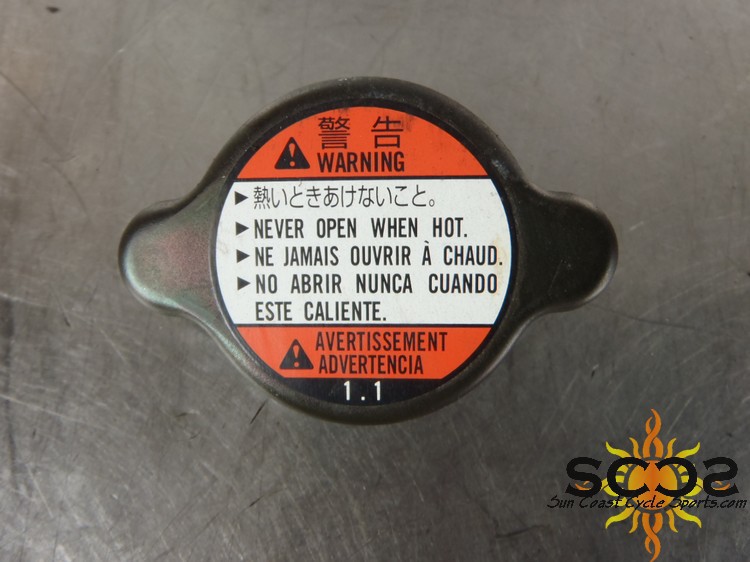 警告
WARNING
▶熱いときあけないこと。
▶NEVER OPEN WHEN HOT.
▶NE JAMAIS OUVRIR À CHAUD.
▶NO ABRIR NUNCA CUANDO
ESTE CALIENTE.
AVERTISSEMENT
ADVERTENCIA
1.1
SCCS
Sun Coast Cycle Sports.com